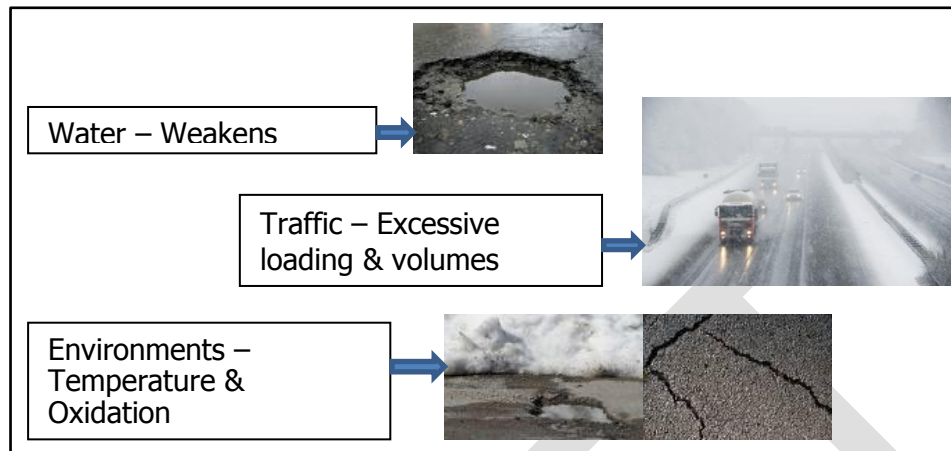 Water – Weakens
Traffic – Excessive
loading & volumes
Environments –
Temperature &
Oxidation